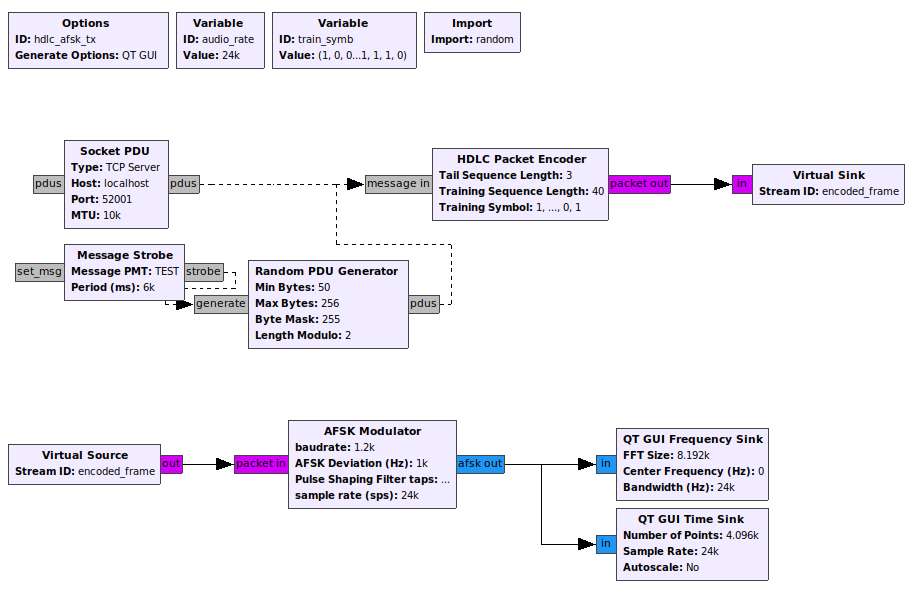 Options
ID: hdlc_afsk_tx
Generate Options: QT GUI
Variable
ID: audio_rate
Value: 24k
Variable
ID: train_symb
Value: (1, 0, 0...1, 1, 1, 0)
Import
Import: random
Socket PDU
Type: TCP Server
Host: localhost
Port: 52001
MTU: 10k
pdus
pdus
HDLC Packet Encoder
Tail Sequence Length: 3
Training Sequence Length: 40
Training Symbol: 1, ..., 0, 1
message in
packet out
Virtual Sink
Stream ID: encoded_frame
in
Message Strobe
Message PMT: TEST
Period (ms): 6k
set_msg
strobe
Random PDU Generator
Min Bytes: 50
Max Bytes: 256
Byte Mask: 255
Length Modulo: 2
generate
pdus
Virtual Source
Stream ID: encoded_frame
out
AFSK Modulator
baudrate: 1.2k
AFSK Deviation (Hz): 1k
Pulse Shaping Filter taps: ...
sample rate (sps): 24k
packet in
afsk out
QT GUI Frequency Sink
FFT Size: 8.192k
Center Frequency (Hz): 0
Bandwidth (Hz): 24k
in
QT GUI Time Sink
Number of Points: 4.096k
Sample Rate: 24k
Autoscale: No
in